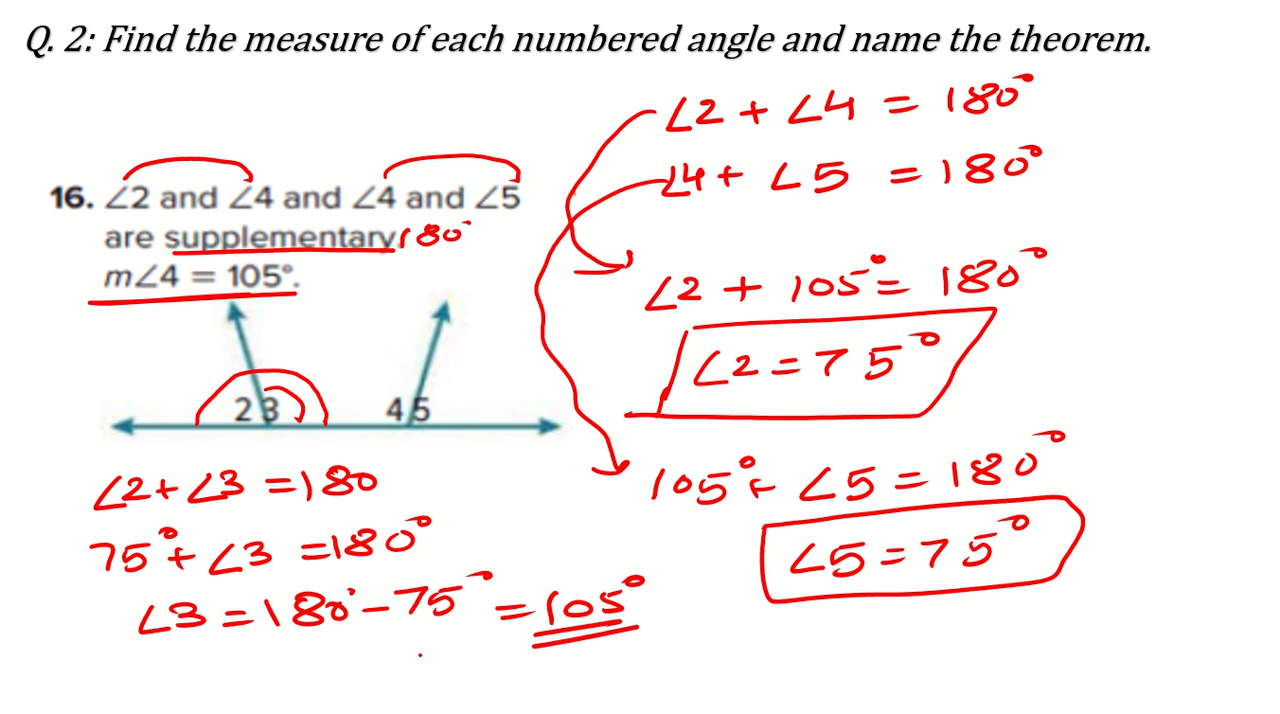 Q. 2: Find the measure of each numbered angle and name the theorem.
16. ∠2 and ∠4 and ∠4 and ∠5
are supplementary. 180°
m∠4 = 105°.
2 3 4 5
∠2 + ∠3 = 180
75° + ∠3 = 180°
∠3 = 180° - 75° = 105°
∠2 + ∠4 = 180°
∠4 + ∠5 = 180°
∠2 + 105° = 180°
∠2 = 75°
105° + ∠5 = 180°
∠5 = 75°